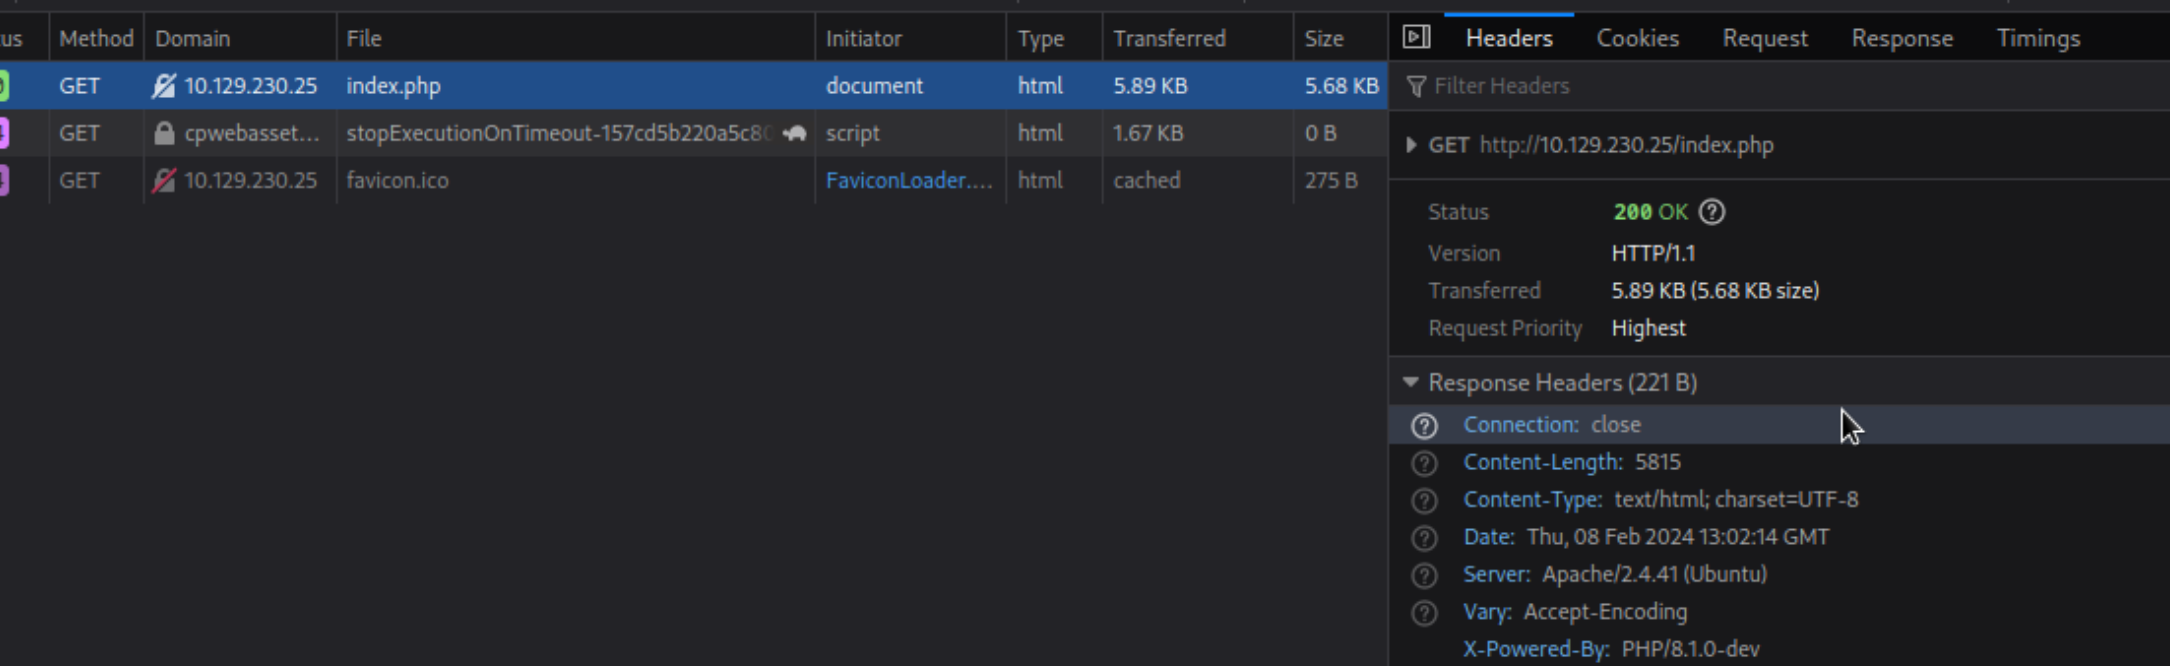 us Method Domain File Initiator Type Transferred Size
GET 10.129.230.25 index.php document html 5.89 KB 5.68 KB
GET cpwebasset... stopExecutionOnTimeout-157cd5b220a5c80 script html 1.67 KB 0 B
GET 10.129.230.25 favicon.ico FaviconLoader.... html cached 275 B
Headers Cookies Request Response Timings
Filter Headers
GET http://10.129.230.25/index.php
Status 200 OK
Version HTTP/1.1
Transferred 5.89 KB (5.68 KB size)
Request Priority Highest
Response Headers (221 B)
Connection: close
Content-Length: 5815
Content-Type: text/html; charset=UTF-8
Date: Thu, 08 Feb 2024 13:02:14 GMT
Server: Apache/2.4.41 (Ubuntu)
Vary: Accept-Encoding
X-Powered-By: PHP/8.1.0-dev